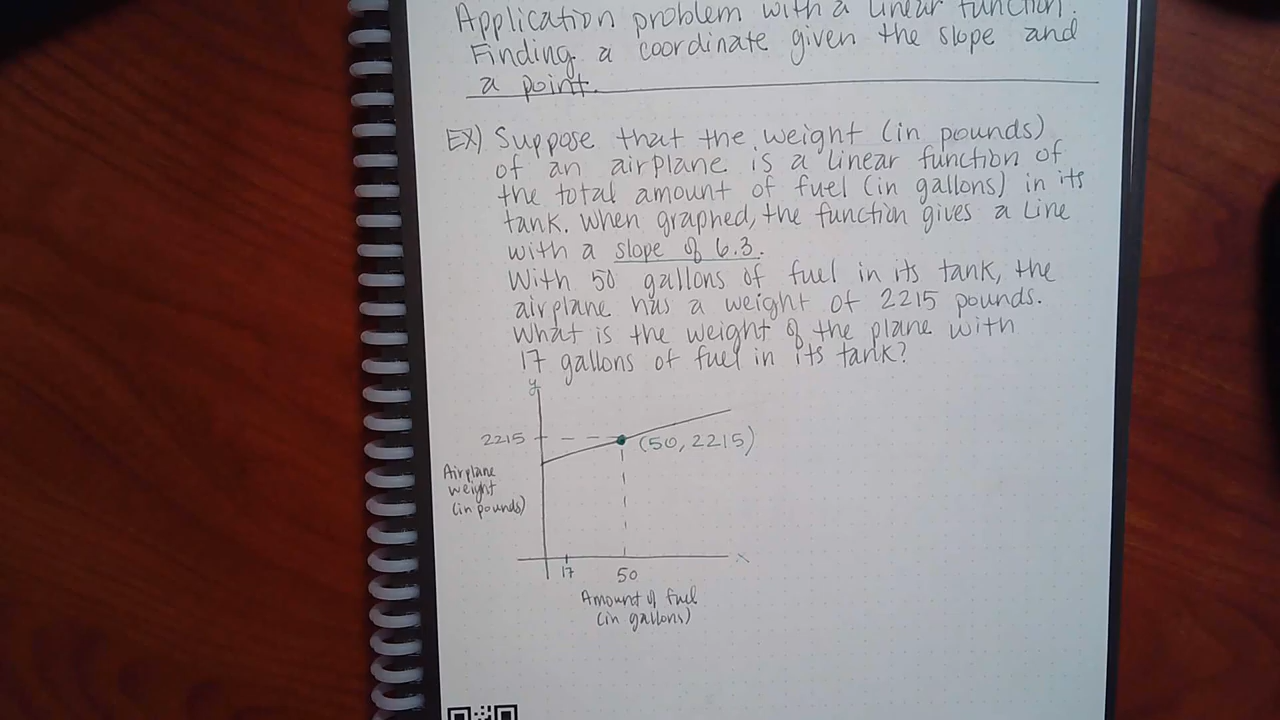 Application problem with a linear function.
Finding a coordinate given the slope and
a point.
EX) Suppose that the weight (in pounds)
of an airplane is a linear function of
the total amount of fuel (in gallons) in its
tank. When graphed, the function gives a line
with a slope of 6.3.
With 50 gallons of fuel in its tank, the
airplane has a weight of 2215 pounds.
What is the weight of the plane with
17 gallons of fuel in its tank?
y
2215
(50, 2215)
Airplane
weight
(in pounds)
x
17
50
Amount of fuel
(in gallons)